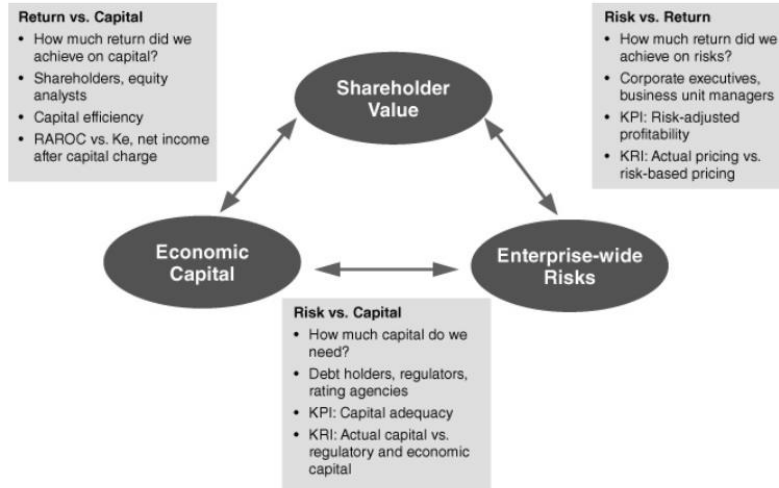 Return vs. Capital
• How much return did we
achieve on capital?
• Shareholders, equity
analysts
• Capital efficiency
• RAROC vs. Ke, net income
after capital charge
Risk vs. Return
• How much return did we
achieve on risks?
• Corporate executives,
business unit managers
• KPI: Risk-adjusted
profitability
• KRI: Actual pricing vs.
risk-based pricing
Shareholder
Value
Economic
Capital
Enterprise-wide
Risks
Risk vs. Capital
• How much capital do we
need?
• Debt holders, regulators,
rating agencies
• KPI: Capital adequacy
• KRI: Actual capital vs.
regulatory and economic
capital